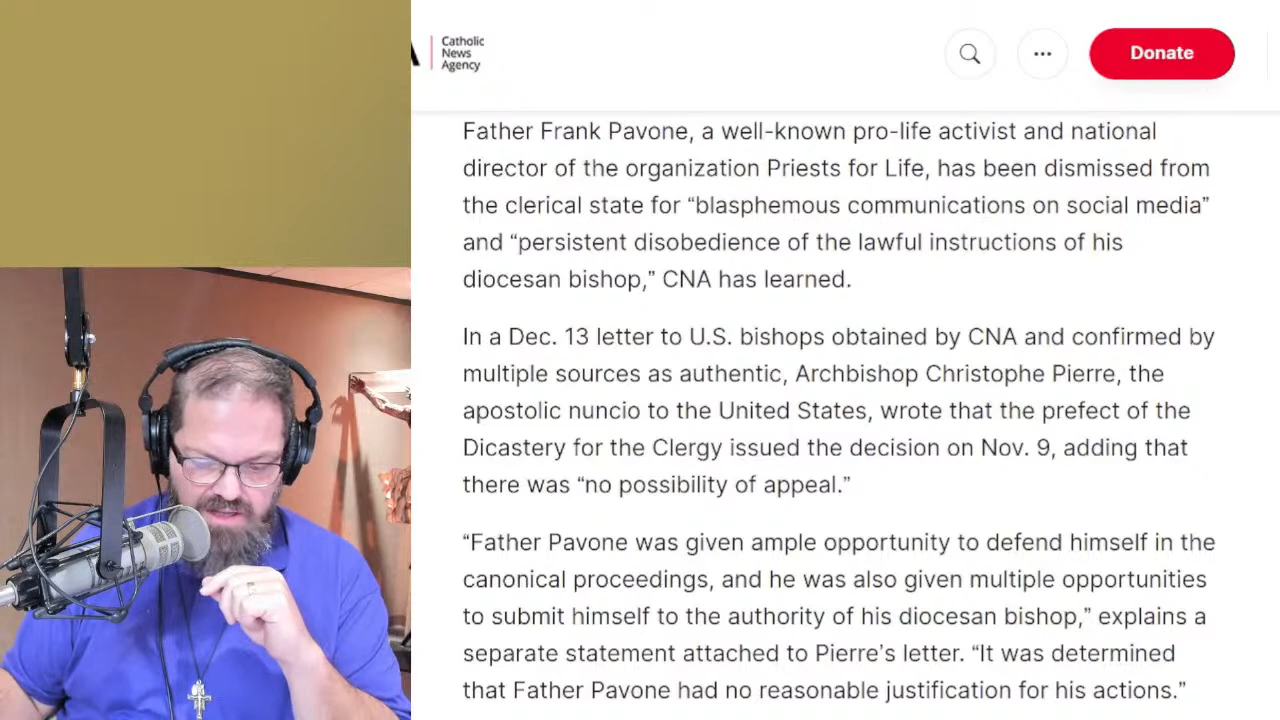 Catholic
News
Agency
Donate
Father Frank Pavone, a well-known pro-life activist and national
director of the organization Priests for Life, has been dismissed from
the clerical state for “blasphemous communications on social media”
and “persistent disobedience of the lawful instructions of his
diocesan bishop,” CNA has learned.
In a Dec. 13 letter to U.S. bishops obtained by CNA and confirmed by
multiple sources as authentic, Archbishop Christophe Pierre, the
apostolic nuncio to the United States, wrote that the prefect of the
Dicastery for the Clergy issued the decision on Nov. 9, adding that
there was “no possibility of appeal.”
“Father Pavone was given ample opportunity to defend himself in the
canonical proceedings, and he was also given multiple opportunities
to submit himself to the authority of his diocesan bishop,” explains a
separate statement attached to Pierre’s letter. “It was determined
that Father Pavone had no reasonable justification for his actions.”